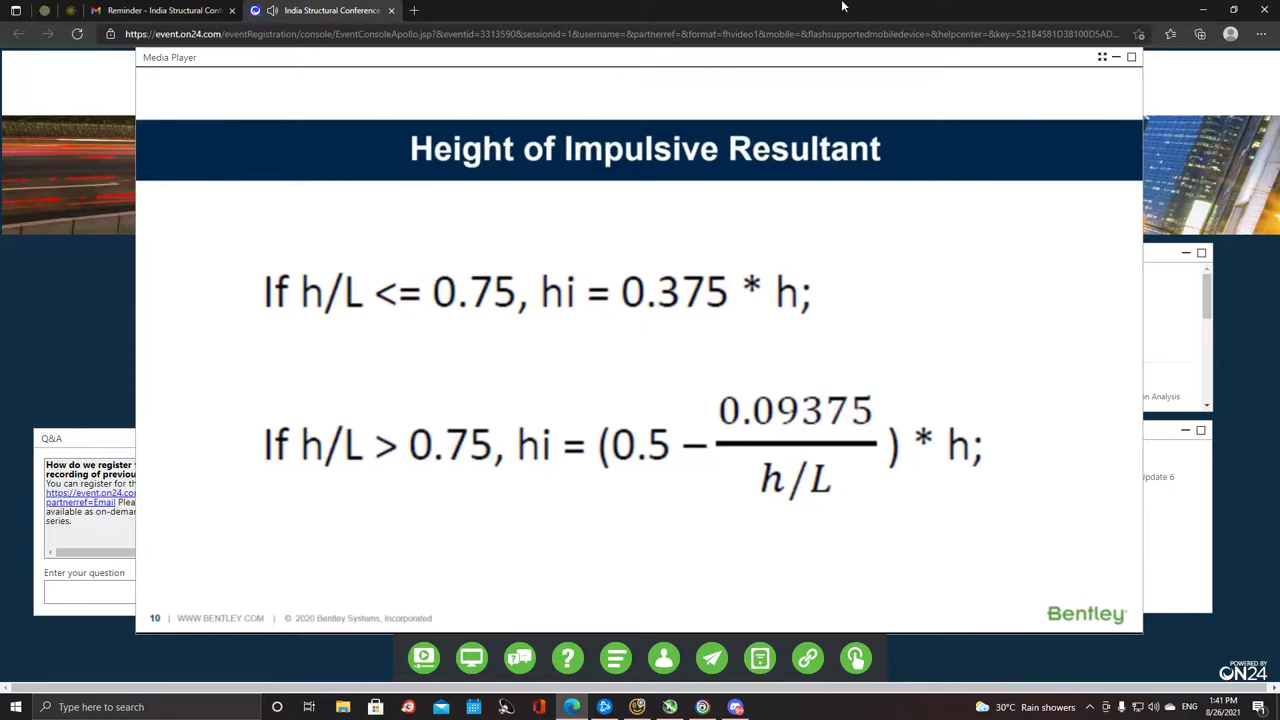 Reminder - India Structural Conf
India Structural Conference
https://event.on24.com/eventRegistration/console/EventConsoleApollo.jsp?&eventid=3313590&sessionid=1&username=&partnerref=&format=fhvideo1&mobile=&flashsupportedmobiledevice=&helpcenter=&key=521B4581D38100D5AD...
Media Player
Height of Impulsive Resultant
If h/L <= 0.75, hi = 0.375 * h;
If h/L > 0.75, hi = (0.5 − 0.09375 / h/L ) * h;
n Analysis
Update 6
Q&A
How do we register f
recording of previou
You can register for th
https://event.on24.co
partnerref=Email Plea
available as on-deman
series.
Enter your question
10 | WWW.BENTLEY.COM | © 2020 Bentley Systems, Incorporated
Bentley
POWERED BY
ON24
Type here to search
30°C Rain showers
1:41 PM
8/26/2021